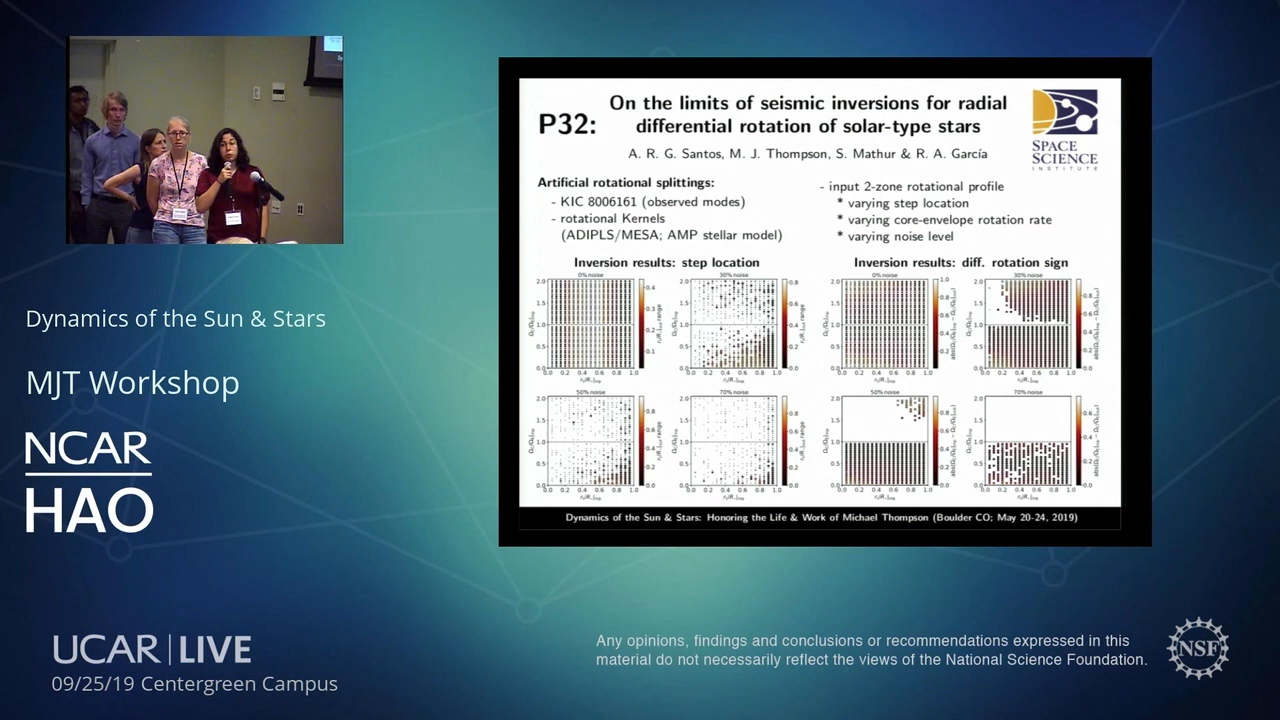 On the limits of seismic inversions for radial
P32: differential rotation of solar-type stars
A. R. G. Santos, M. J. Thompson, S. Mathur & R. A. García
SPACE
SCIENCE
INSTITUTE
Artificial rotational splittings:
- KIC 8006161 (observed modes)
- rotational Kernels
(ADIPLS/MESA; AMP stellar model)
- input 2-zone rotational profile
* varying step location
* varying core-envelope rotation rate
* varying noise level
Inversion results: step location
Inversion results: diff. rotation sign
0% noise
30% noise
0% noise
30% noise
50% noise
70% noise
50% noise
70% noise
Dynamics of the Sun & Stars: Honoring the Life & Work of Michael Thompson (Boulder CO; May 20-24, 2019)
Dynamics of the Sun & Stars
MJT Workshop
NCAR
HAO
UCAR | LIVE
09/25/19 Centergreen Campus
Any opinions, findings and conclusions or recommendations expressed in this
material do not necessarily reflect the views of the National Science Foundation.
NSF